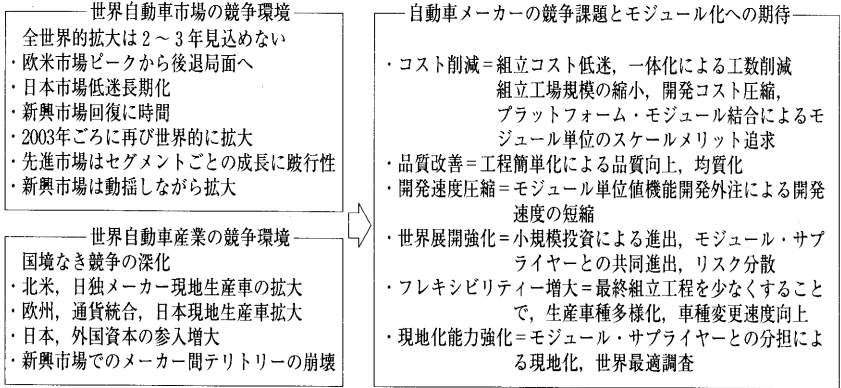 世界自動車市場の競争環境
全世界的拡大は2～3年見込めない
・欧米市場ピークから後退局面へ
・日本市場低迷長期化
・新興市場回復に時間
・2003年ごろに再び世界的に拡大
・先進市場はセグメントごとの成長に跛行性
・新興市場は動揺しながら拡大
世界自動車産業の競争環境
国境なき競争の深化
・北米，日独メーカー現地生産車の拡大
・欧州，通貨統合，日本現地生産車拡大
・日本，外国資本の参入増大
・新興市場でのメーカー間テリトリーの崩壊
自動車メーカーの競争課題とモジュール化への期待
・コスト削減＝組立コスト低迷，一体化による工数削減
組立工場規模の縮小，開発コスト圧縮，
プラットフォーム・モジュール結合によるモ
ジュール単位のスケールメリット追求
・品質改善＝工程簡単化による品質向上，均質化
・開発速度圧縮＝モジュール単位値機能開発外注による開発
速度の短縮
・世界展開強化＝小規模投資による進出，モジュール・サプ
ライヤーとの共同進出，リスク分散
・フレキシビリティー増大＝最終組立工程を少なくすること
で，生産車種多様化，車種変更速度向上
・現地化能力強化＝モジュール・サプライヤーとの分担によ
る現地化，世界最適調査